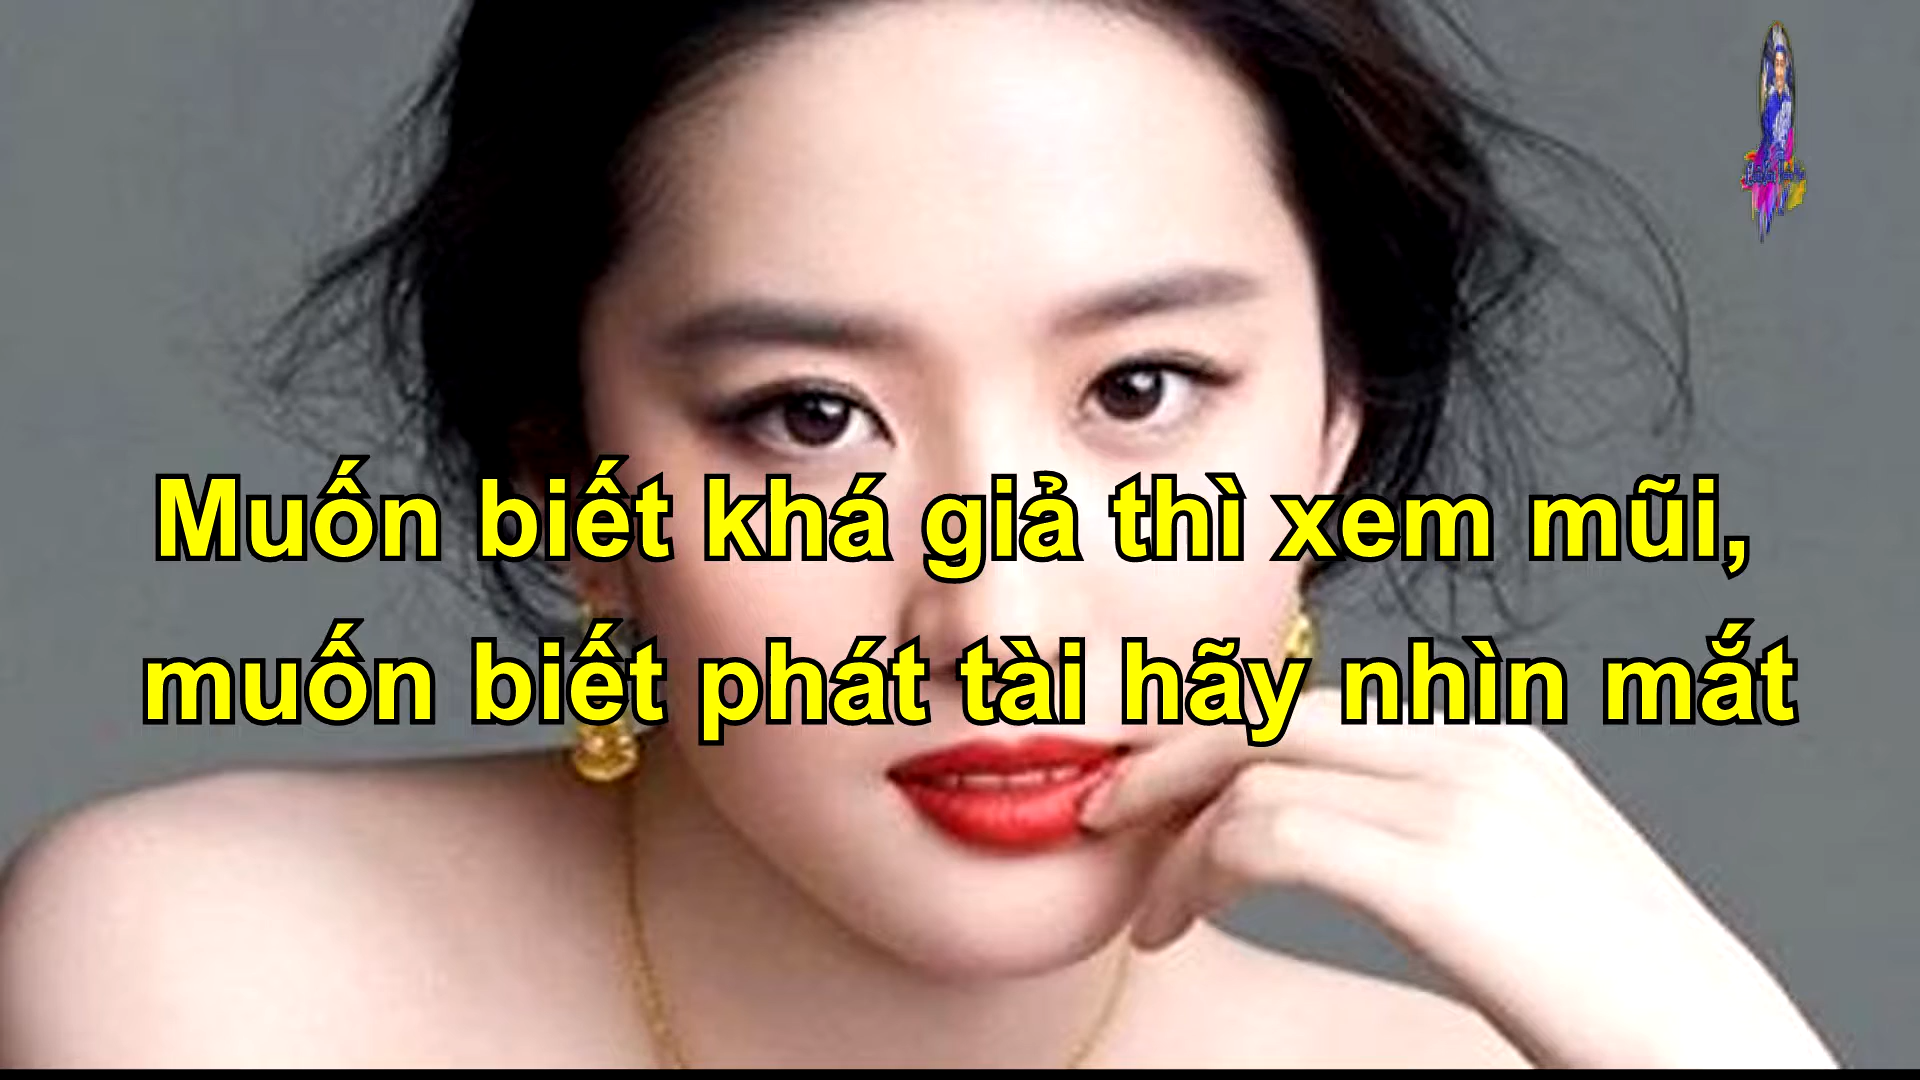 Muốn biết khá giả thì xem mũi,
muốn biết phát tài hãy nhìn mắt